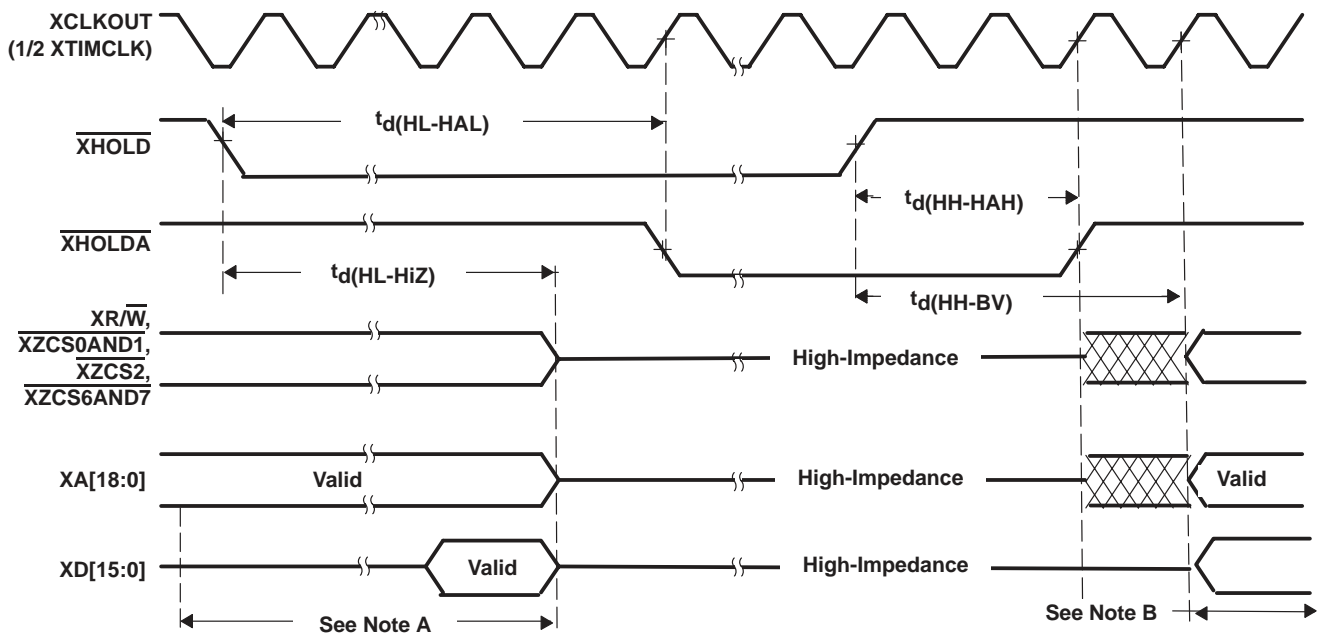 XCLKOUT
(1/2 XTIMCLK)
XHOLD
td(HL-HAL)
td(HH-HAH)
XHOLDA
td(HL-HiZ)
td(HH-BV)
XR/W,
XZCS0AND1,
XZCS2,
XZCS6AND7
High-Impedance
XA[18:0]
Valid
High-Impedance
Valid
XD[15:0]
Valid
High-Impedance
See Note A
See Note B